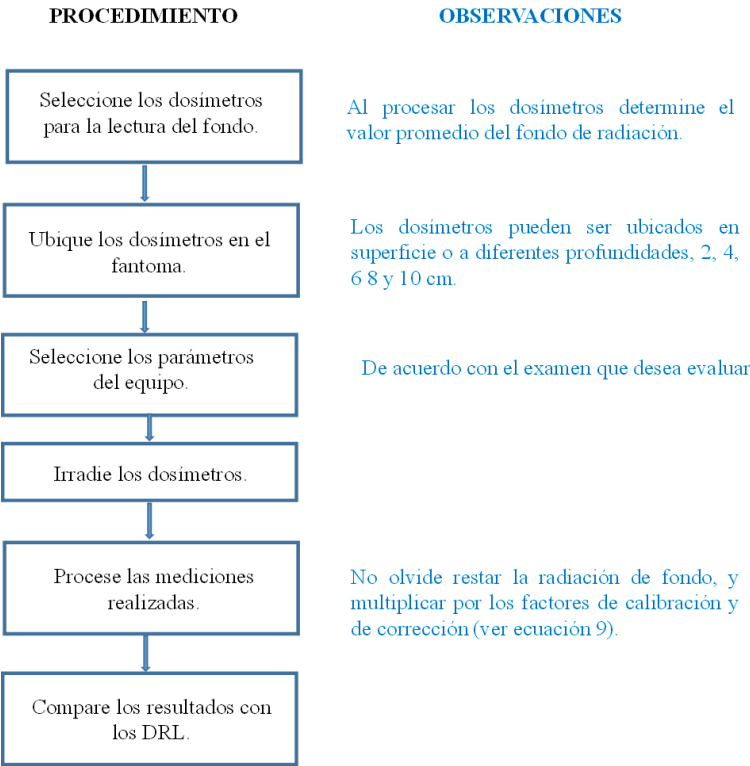 PROCEDIMIENTO
OBSERVACIONES
Seleccione los dosímetros
para la lectura del fondo.
Al procesar los dosímetros determine el
valor promedio del fondo de radiación.
Ubique los dosímetros en el
fantoma.
Los dosímetros pueden ser ubicados en
superficie o a diferentes profundidades, 2, 4,
6 8 y 10 cm.
Seleccione los parámetros
del equipo.
De acuerdo con el examen que desea evaluar
Irradie los dosímetros.
Procese las mediciones
realizadas.
No olvide restar la radiación de fondo, y
multiplicar por los factores de calibración y
de corrección (ver ecuación 9).
Compare los resultados con
los DRL.